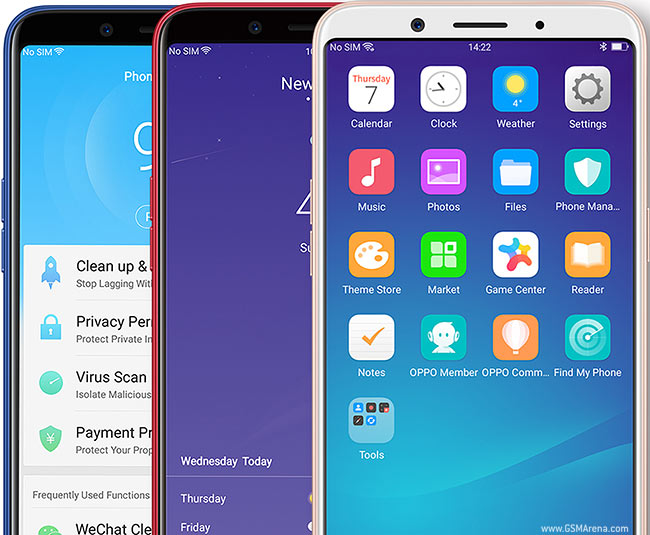 No SIM
Phon
9
Clean up &
Stop Lagging With
Privacy Per
Protect Private In
Virus Scan
Isolate Malicious
Payment Pr
Protect Your Prop
Frequently Used Functions
WeChat Cle
No SIM
10
New
4
Su
Wednesday Today
Thursday
Friday
No SIM
14:22
Thursday
7
4°
Calendar
Clock
Weather
Settings
Music
Photos
Files
Phone Mana...
Theme Store
Market
Game Center
Reader
Notes
OPPO Member
OPPO Comm...
Find My Phone
Tools
www.GSMArena.com